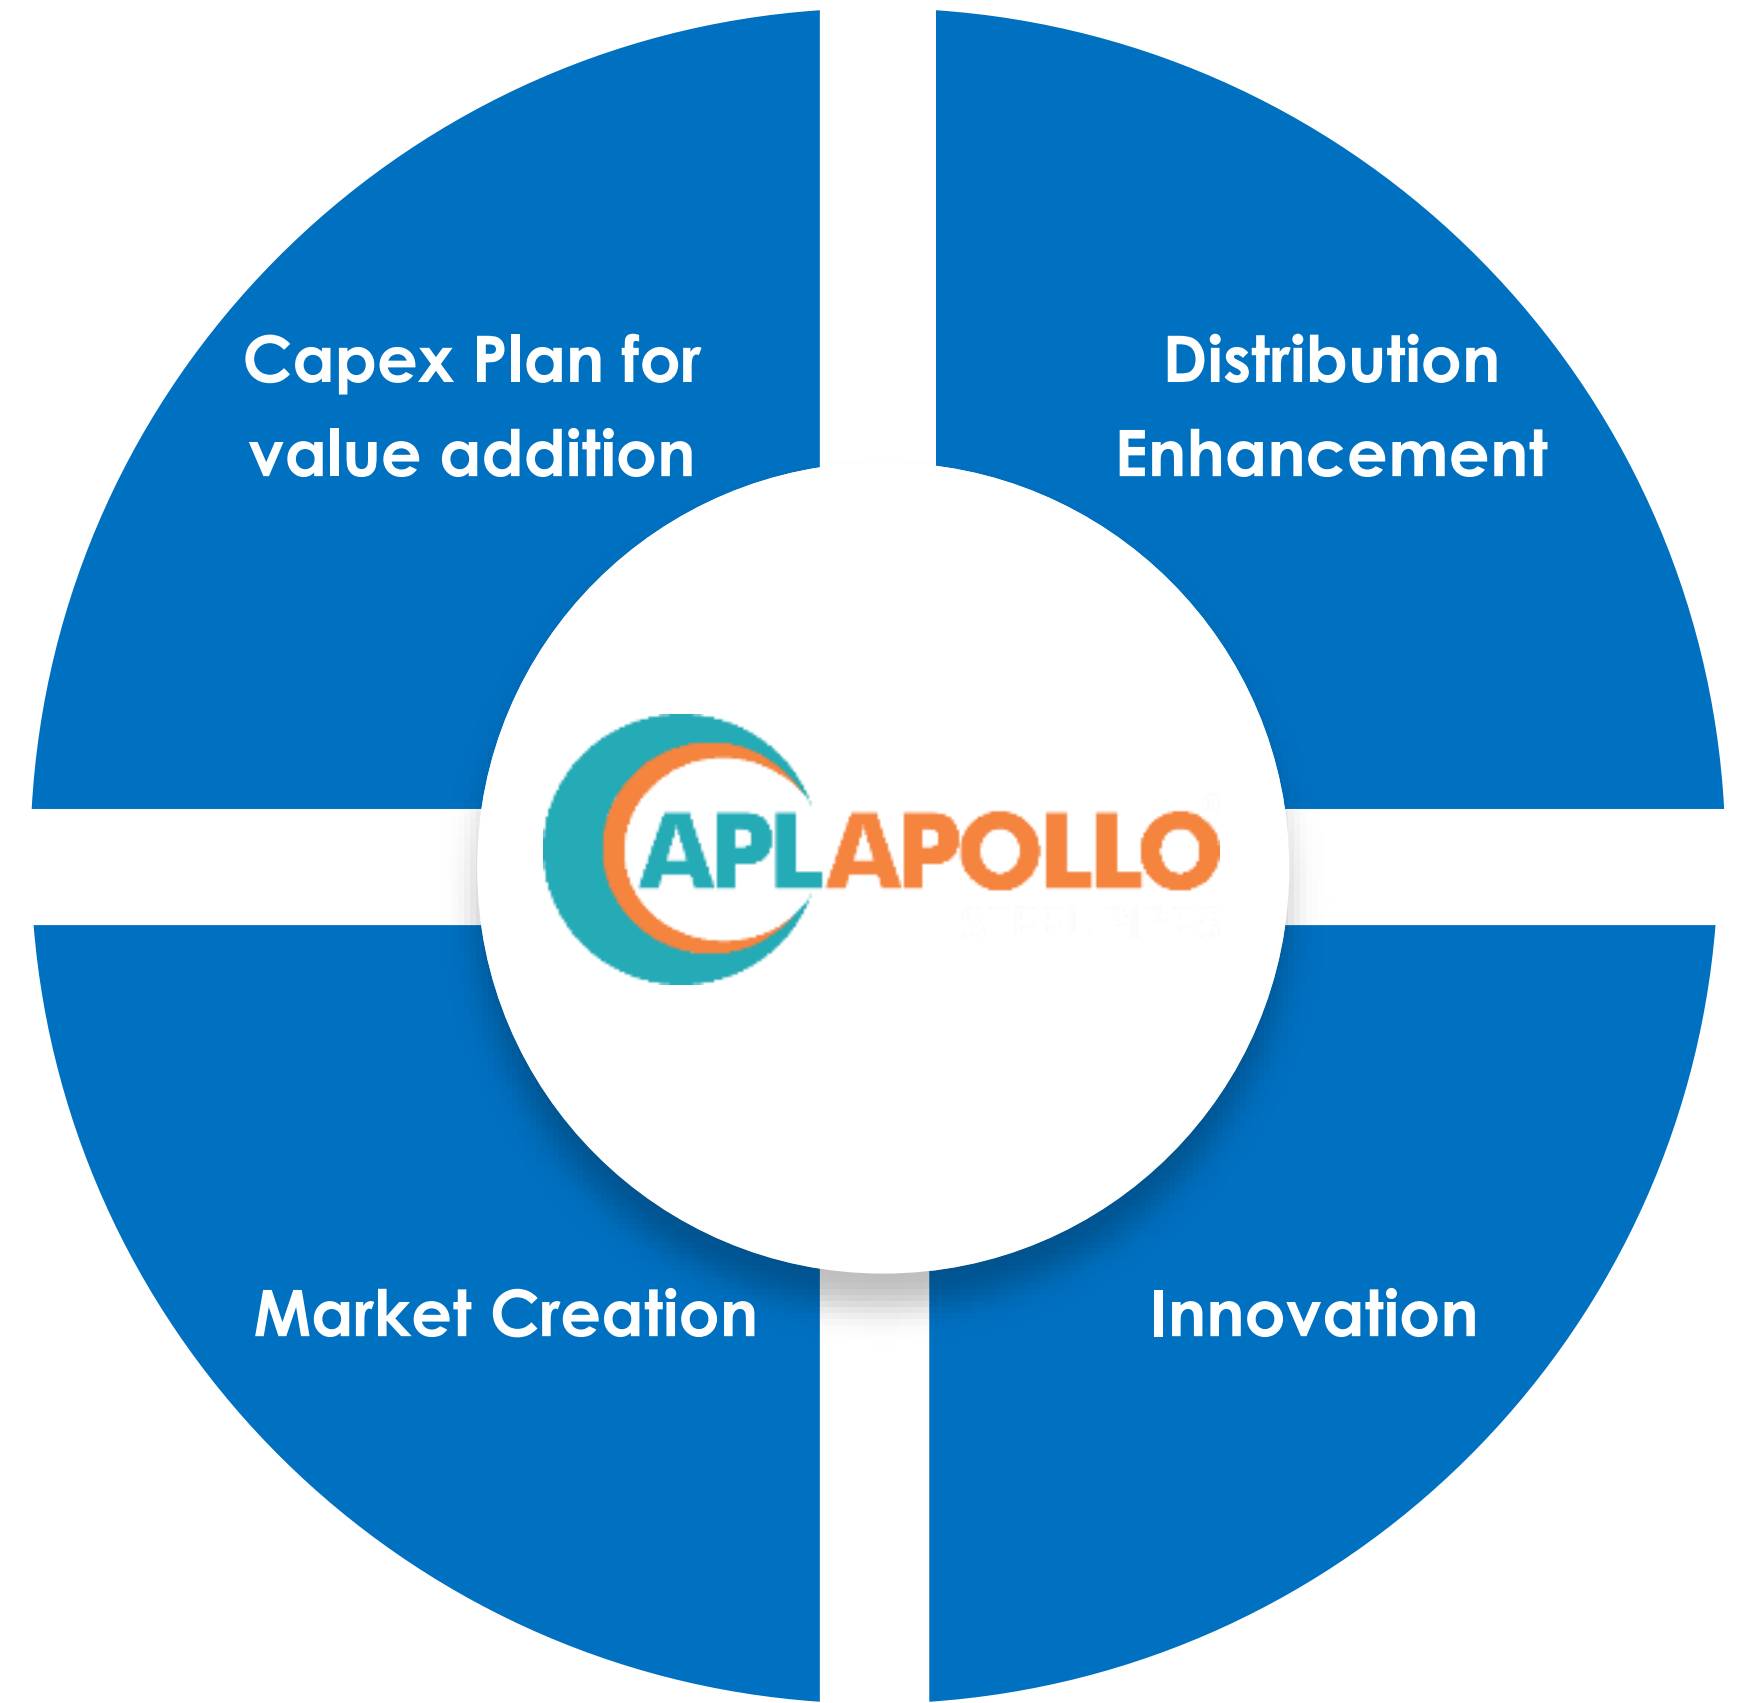 Capex Plan for
value addition
Distribution
Enhancement
APLAPOLLO
Market Creation
Innovation